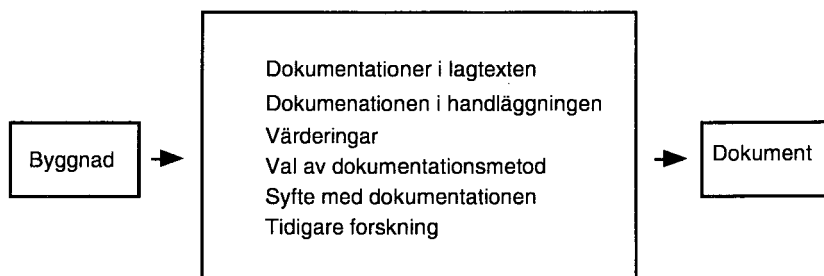 Dokumentationer i lagtexten
Dokumenationen i handläggningen
Värderingar
Byggnad
Val av dokumentationsmetod
Dokument
Syfte med dokumentationen
Tidigare forskning